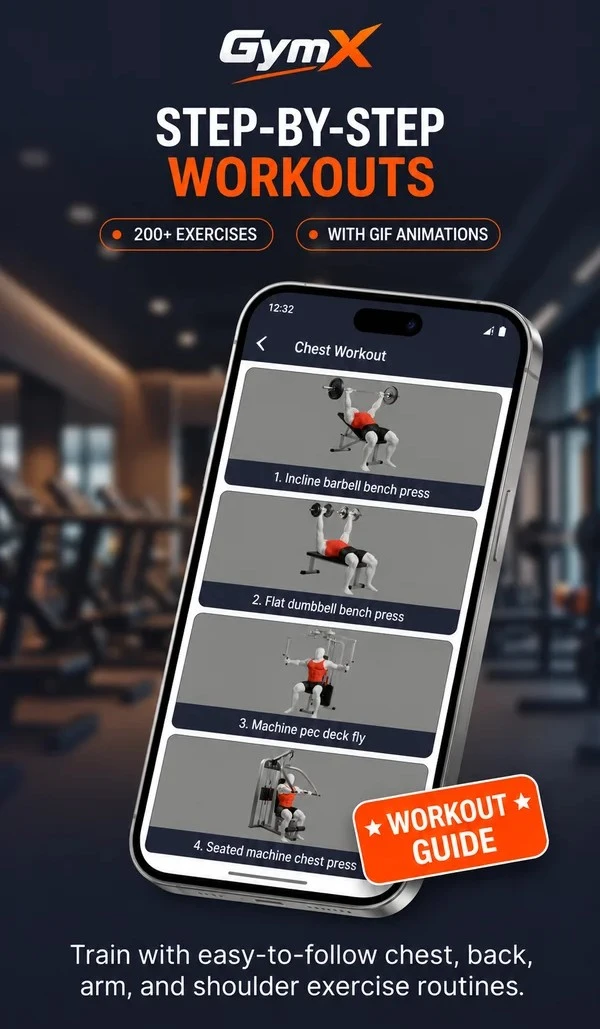 GymX
STEP-BY-STEP
WORKOUTS
200+ EXERCISES
WITH GIF ANIMATIONS
12:32
Chest Workout
1. Incline barbell bench press
2. Flat dumbbell bench press
3. Machine pec deck fly
4. Seated machine chest press
WORKOUT
GUIDE
Train with easy-to-follow chest, back,
arm, and shoulder exercise routines.